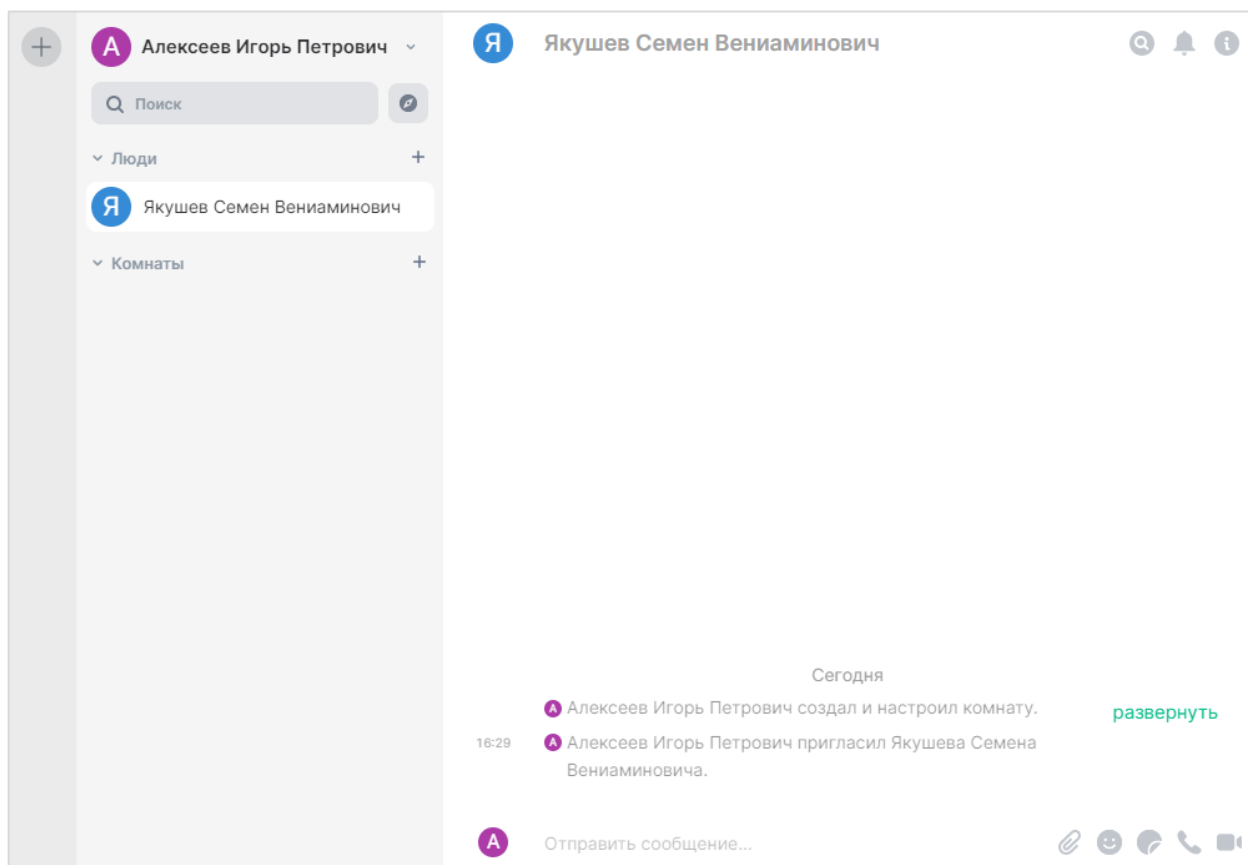 А Алексеев Игорь Петрович
Поиск
Люди
Я Якушев Семен Вениаминович
Комнаты
Я Якушев Семен Вениаминович
Сегодня
А Алексеев Игорь Петрович создал и настроил комнату.
развернуть
16:29 А Алексеев Игорь Петрович пригласил Якушева Семена
Вениаминовича.
А Отправить сообщение...